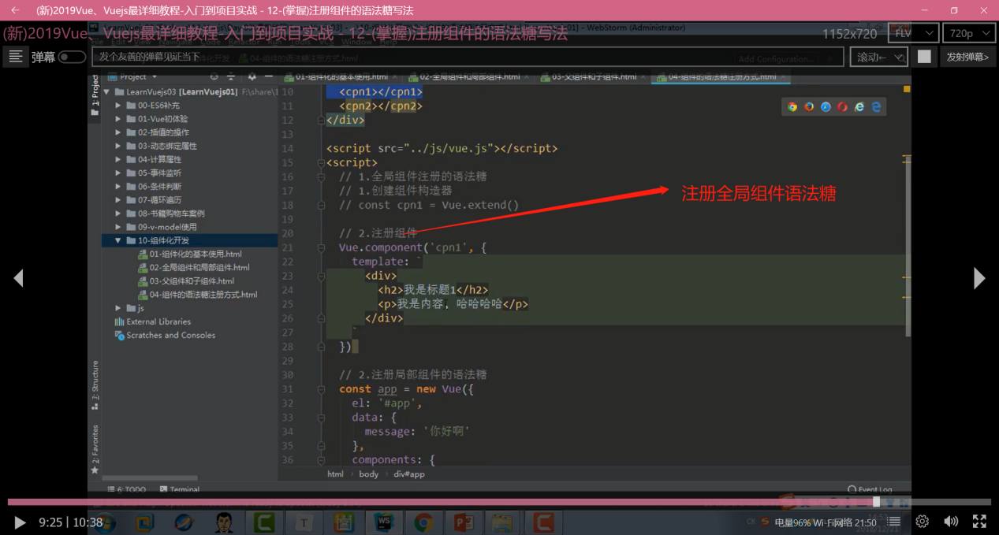 (新)2019Vue、Vuejs最详细教程-入门到项目实战 - 12-(掌握)注册组件的语法糖写法
(新)2019Vue、Vuejs最详细教程-入门到项目实战 - 12-(掌握)注册组件的语法糖写法
WebStorm (Administrator)
1152x720
FLV
720p
弹幕
发个友善的弹幕见证当下
Add Configuration...
滚动←
发射弹幕>
1: Project
Project
01-组件化的基本使用.html
02-全局组件和局部组件.html
03-父组件和子组件.html
04-组件的语法糖注册方式.html
LearnVuejs03 [LearnVuejs01] F:\share\1
00-ES6补充
01-Vue初体验
02-插值的操作
03-动态绑定属性
04-计算属性
05-事件监听
06-条件判断
07-循环遍历
08-书籍购物车案例
09-v-model使用
10-组件化开发
01-组件化的基本使用.html
02-全局组件和局部组件.html
03-父组件和子组件.html
04-组件的语法糖注册方式.html
js
External Libraries
Scratches and Consoles
7: Structure
2: Favorites
10 <cpn1></cpn1>
11 <cpn2></cpn2>
12 </div>
13
14 <script src="../js/vue.js"></script>
15 <script>
16 // 1.全局组件注册的语法糖
17 // 1.创建组件构造器
18 // const cpn1 = Vue.extend()
19
20 // 2.注册组件
21 Vue.component('cpn1', {
22 template: `
23 <div>
24 <h2>我是标题1</h2>
25 <p>我是内容, 哈哈哈哈</p>
26 </div>
27 `
28 })
29
30 // 2.注册局部组件的语法糖
31 const app = new Vue({
32 el: '#app',
33 data: {
34 message: '你好啊'
35 },
36 components: {
注册全局组件语法糖
html › body › div#app
6: TODO
Terminal
Event Log
9:25 | 10:38
电量96% Wi-Fi网络 21:50